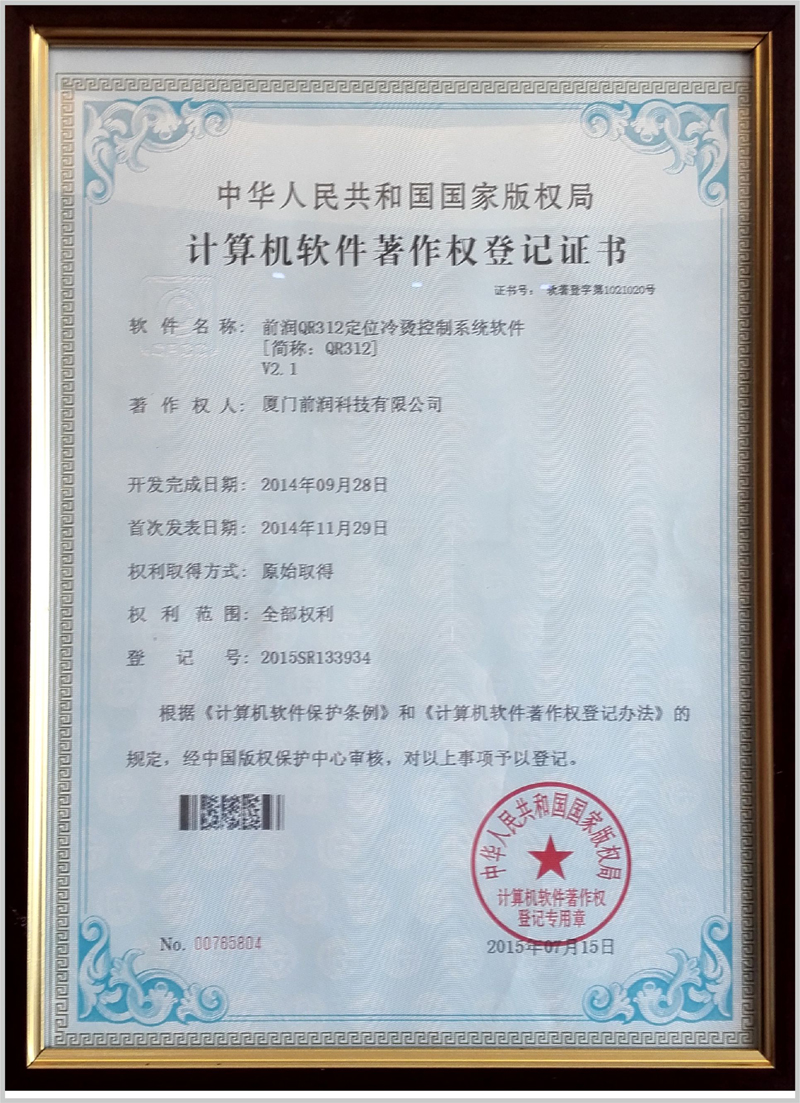 中华人民共和国国家版权局
计算机软件著作权登记证书
证书号： 软著登字第1021020号
软 件 名 称： 前润QR312定位冷烫控制系统软件
[简称：QR312]
V2.1
著 作 权 人： 厦门前润科技有限公司
开发完成日期： 2014年09月28日
首次发表日期： 2014年11月29日
权利取得方式： 原始取得
权 利 范 围： 全部权利
登 记 号： 2015SR133934
根据《计算机软件保护条例》和《计算机软件著作权登记办法》的
规定，经中国版权保护中心审核，对以上事项予以登记。
中华人民共和国国家版权局
计算机软件著作权
登记专用章
No. 00785804
2015年07月15日